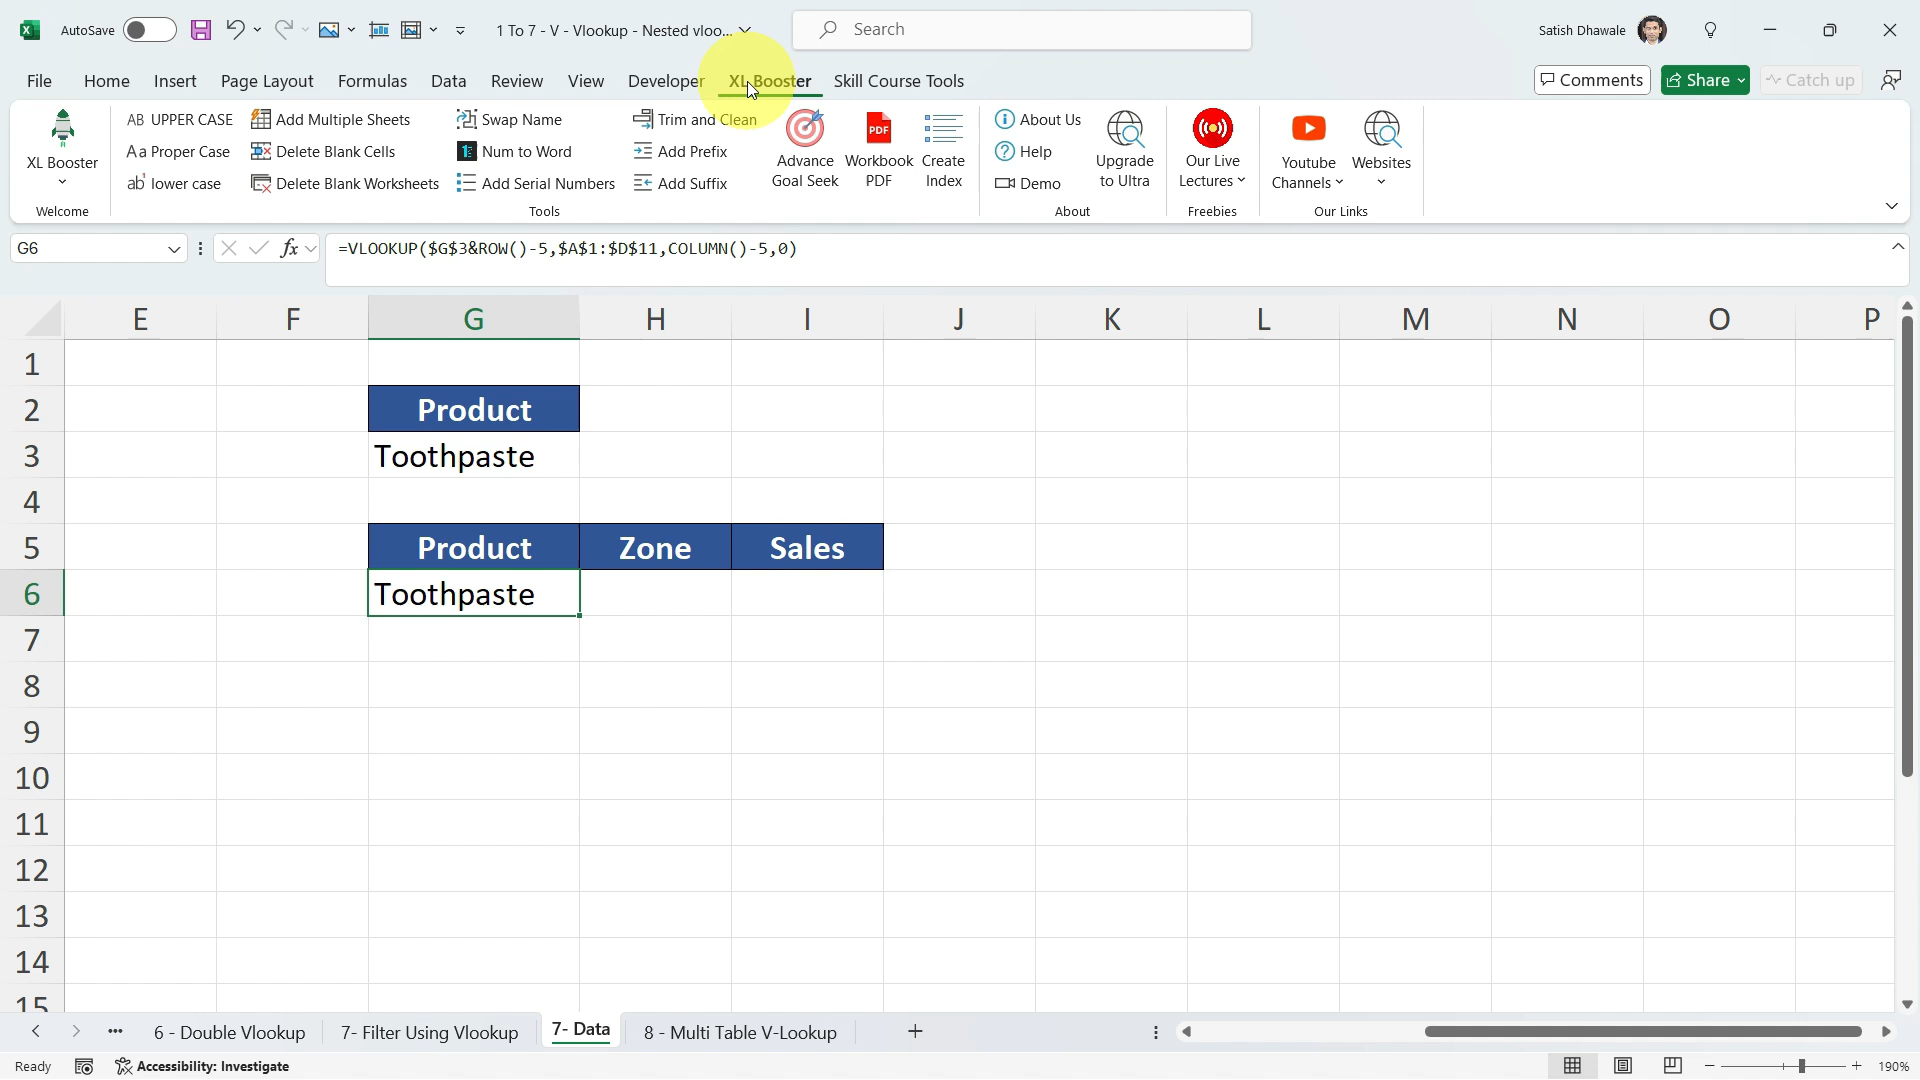 AutoSave
1 To 7 - V - Vlookup - Nested vloo...
Search
Satish Dhawale
File Home Insert Page Layout Formulas Data Review View Developer XL Booster Skill Course Tools
Comments Share Catch up
XL Booster
Welcome
AB UPPER CASE
Aa Proper Case
ab lower case
Add Multiple Sheets
Delete Blank Cells
Delete Blank Worksheets
Swap Name
Num to Word
Add Serial Numbers
Trim and Clean
Add Prefix
Add Suffix
Advance
Goal Seek
PDF
Workbook
PDF
Create
Index
Tools
About Us
Help
Demo
Upgrade
to Ultra
About
Our Live
Lectures
Freebies
Youtube
Channels
Websites
Our Links
G6
fx
=VLOOKUP($G$3&ROW()-5,$A$1:$D$11,COLUMN()-5,0)
E F G H I J K L M N O P
1
2 Product
3 Toothpaste
4
5 Product Zone Sales
6 Toothpaste
7
8
9
10
11
12
13
14
15
6 - Double Vlookup 7- Filter Using Vlookup 7- Data 8 - Multi Table V-Lookup
Ready Accessibility: Investigate 190%